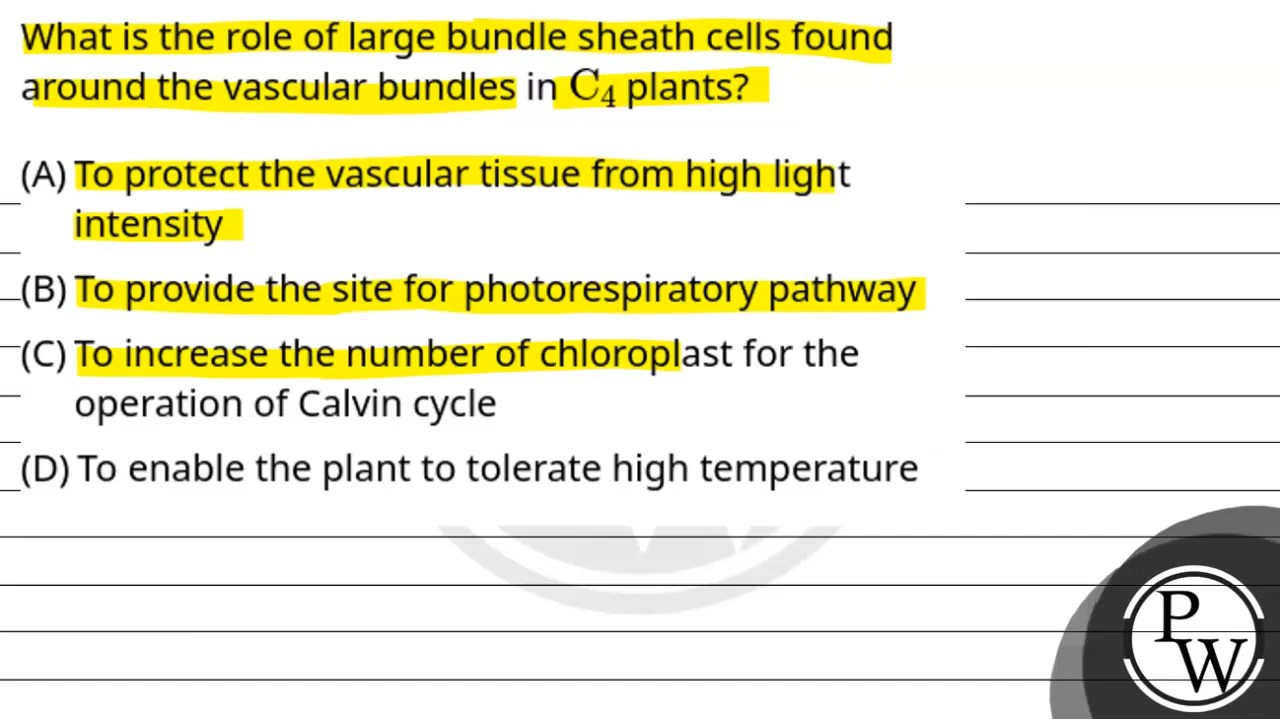 What is the role of large bundle sheath cells found
around the vascular bundles in C₄ plants?
(A) To protect the vascular tissue from high light
intensity
(B) To provide the site for photorespiratory pathway
(C) To increase the number of chloroplast for the
operation of Calvin cycle
(D) To enable the plant to tolerate high temperature
P
W